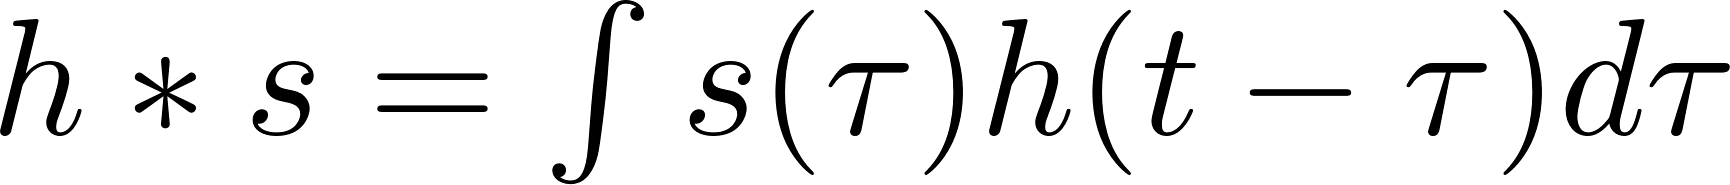 h ∗ s = ∫ s(τ)h(t − τ)dτ